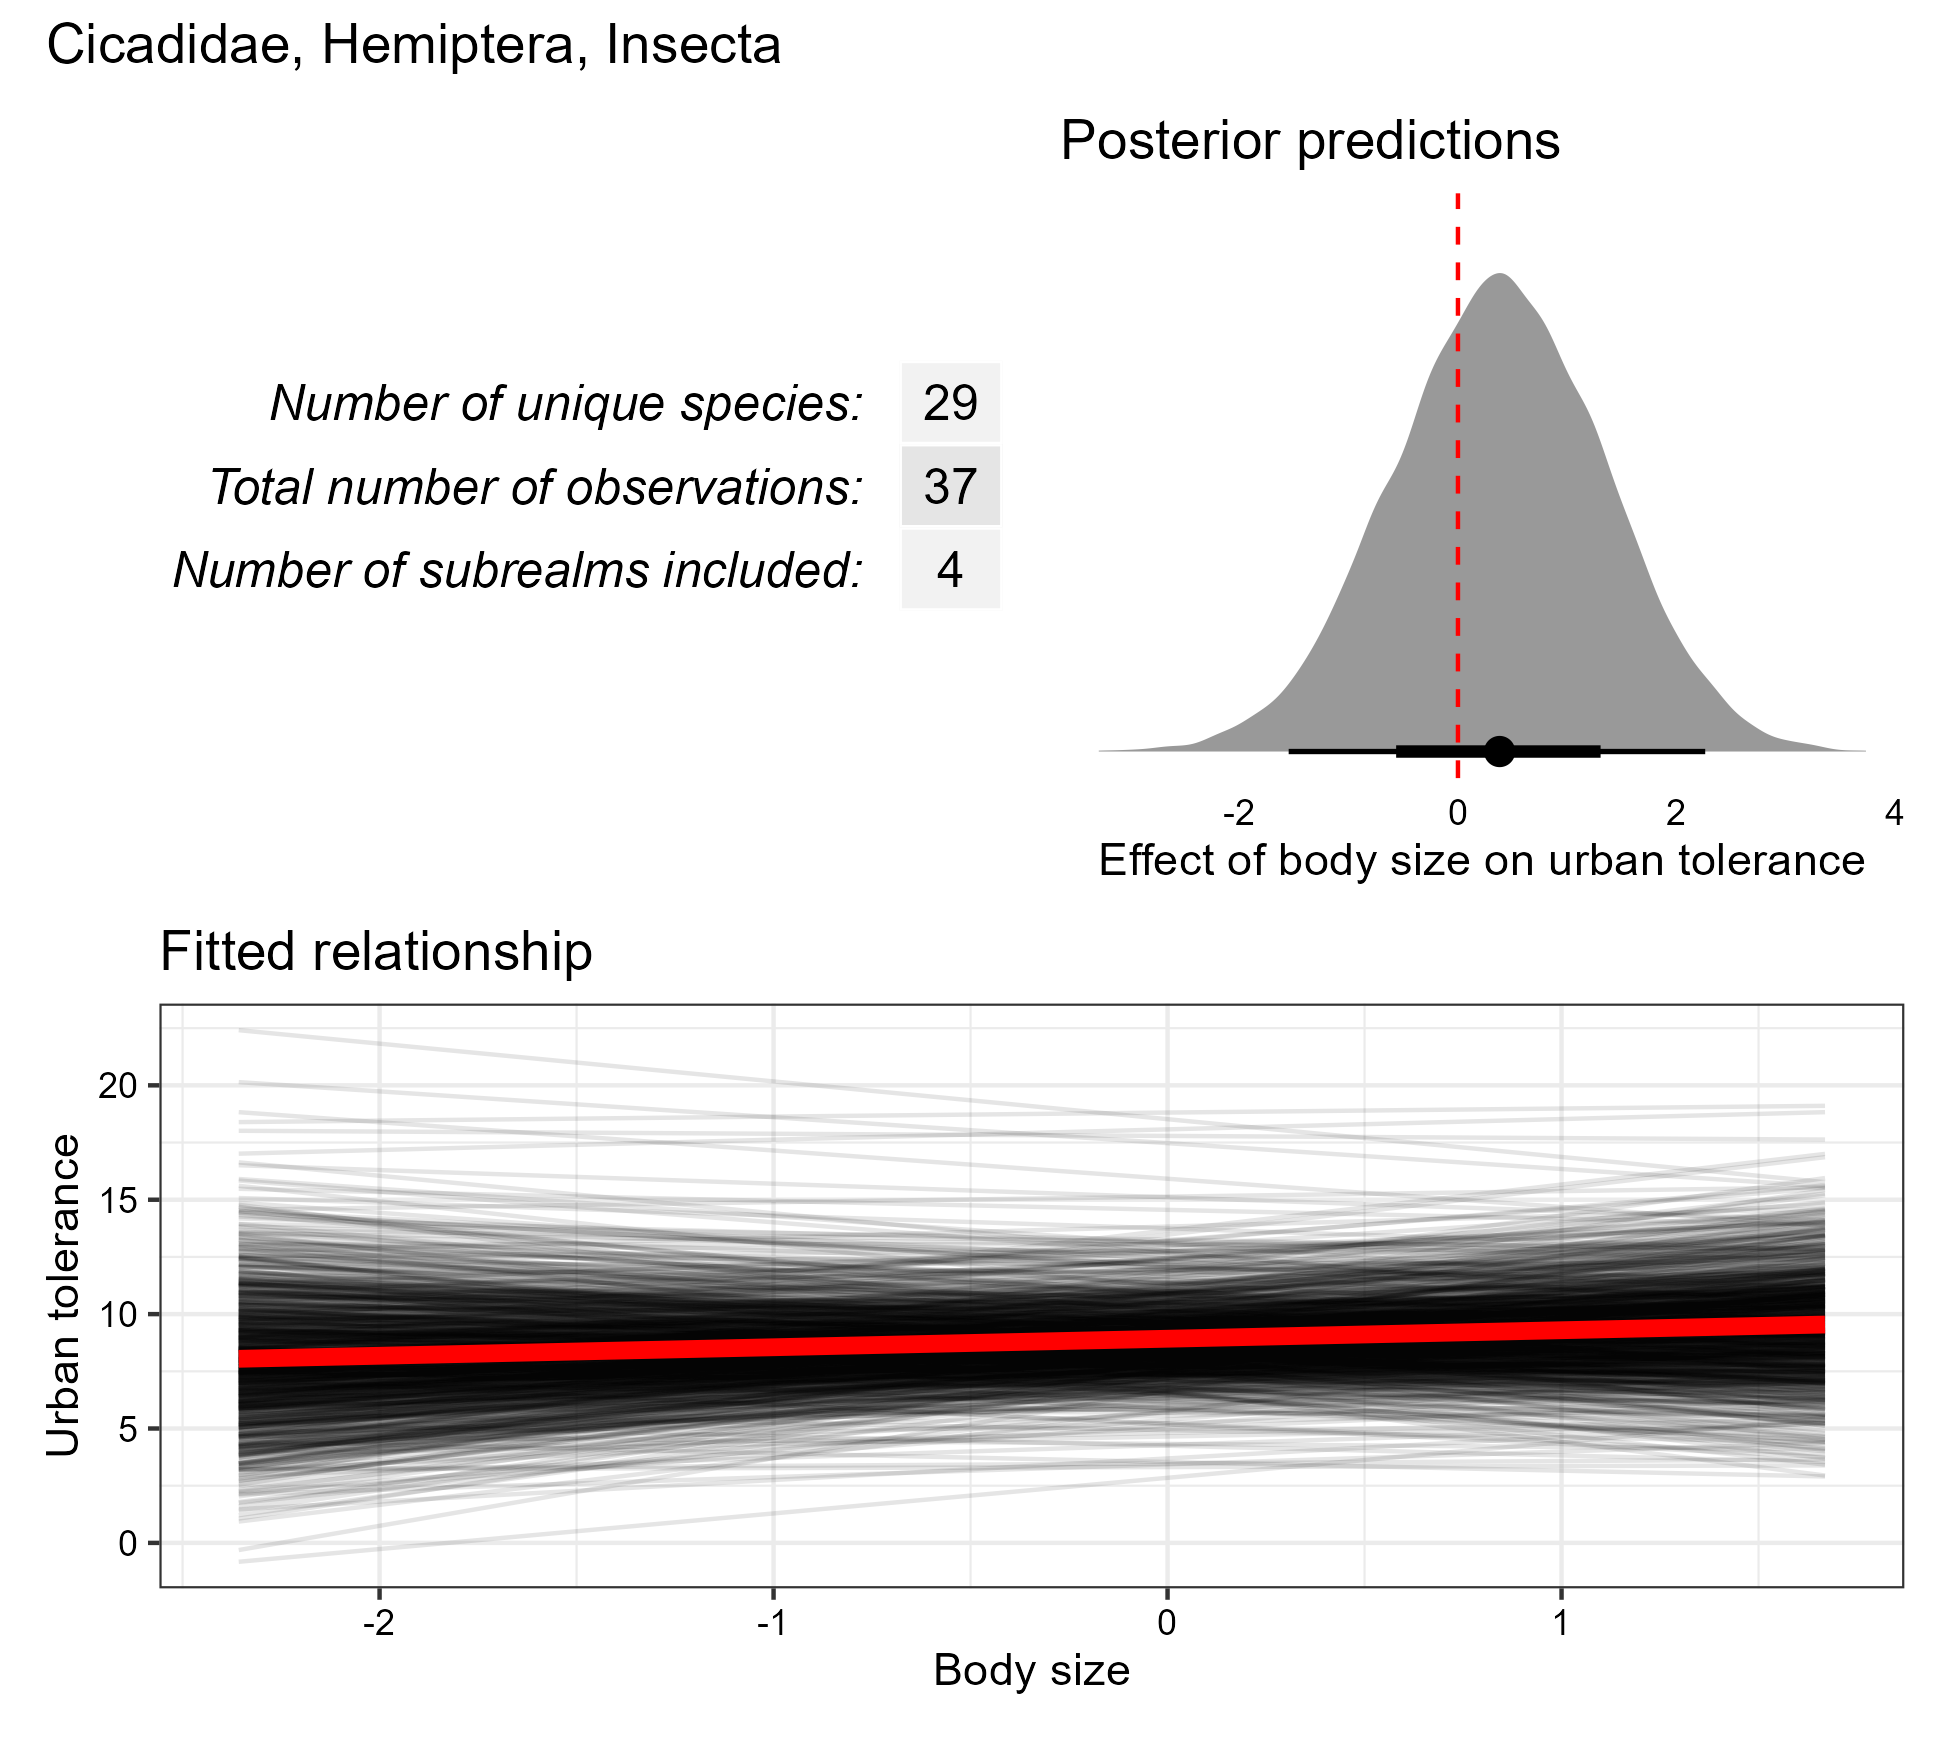 Cicadidae, Hemiptera, Insecta
Posterior predictions
Number of unique species: 29
Total number of observations: 37
Number of subrealms included: 4
-2 0 2 4
Effect of body size on urban tolerance
Fitted relationship
Urban tolerance
20
15
10
5
0
-2 -1 0 1
Body size